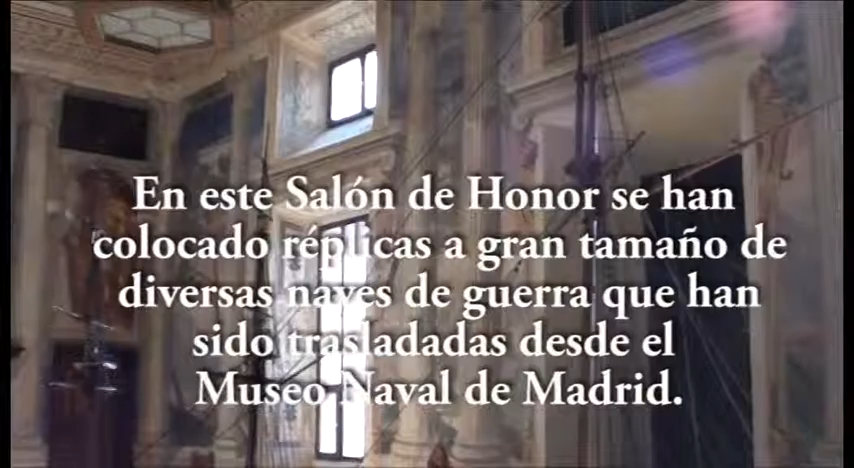 En este Salón de Honor se han
colocado réplicas a gran tamaño de
diversas naves de guerra que han
sido trasladadas desde el
Museo Naval de Madrid.